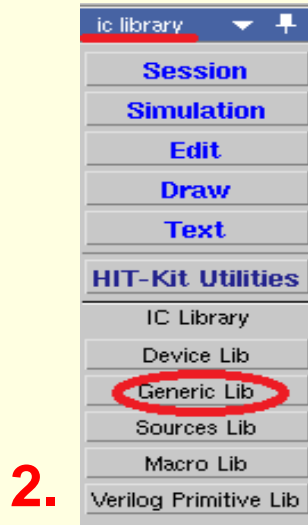 ic library
Session
Simulation
Edit
Draw
Text
HIT-Kit Utilities
IC Library
Device Lib
Generic Lib
Sources Lib
Macro Lib
2.
Verilog Primitive Lib